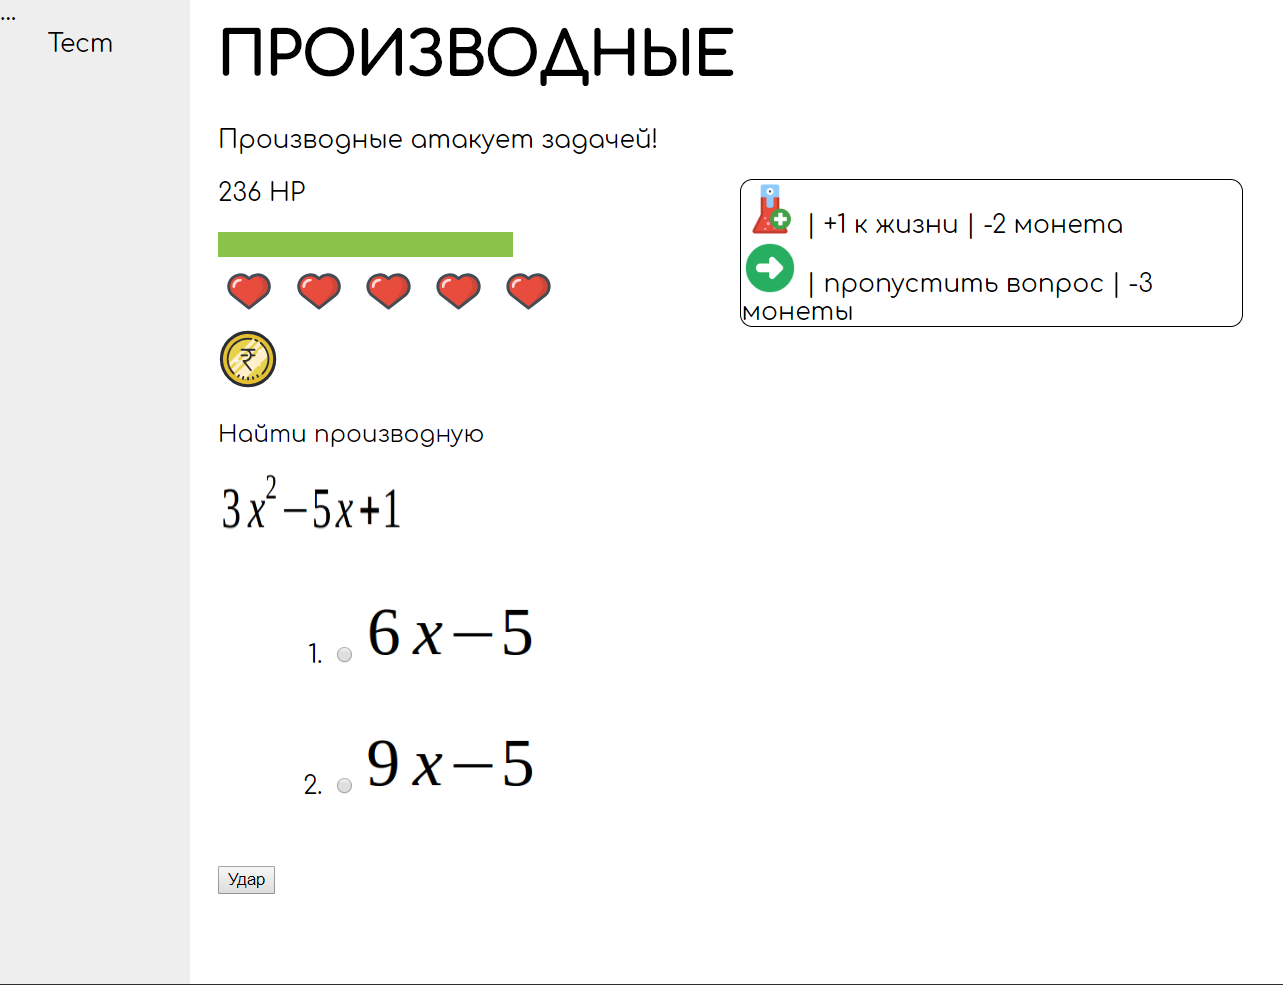 ...
Тест
ПРОИЗВОДНЫЕ
Производные атакует задачей!
236 HP
| +1 к жизни | -2 монета
| пропустить вопрос | -3
монеты
₹
Найти производную
3x²−5x+1
1. 6x−5
2. 9x−5
Удар